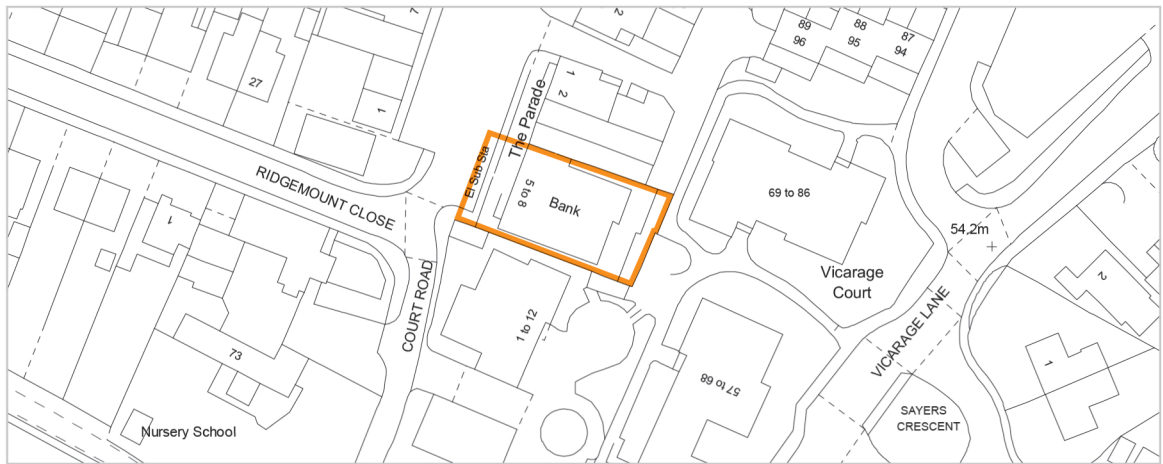 7
27
1
2
89
96
88
95
87
94
The Parade
1
2
El Sub Sta
5 to 8
Bank
69 to 86
54.2m
RIDGEMOUNT CLOSE
1
Vicarage
Court
2
COURT ROAD
1 to 12
VICARAGE LANE
73
57 to 68
1
SAYERS
CRESCENT
Nursery School